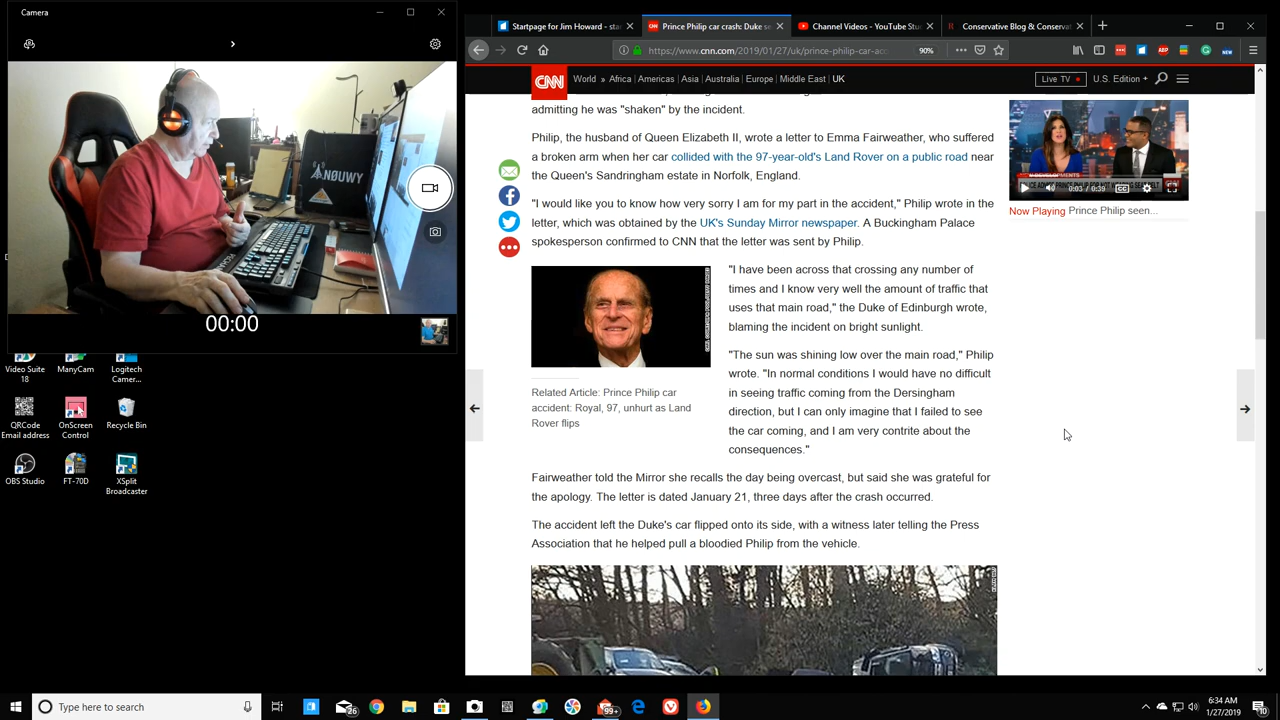 Camera
00:00
NOUWY
Video Suite
18
ManyCam
Logitech
Camer...
QRCode
Email address
OnScreen
Control
Recycle Bin
OBS Studio
FT-70D
XSplit
Broadcaster
Startpage for Jim Howard - star
Prince Philip car crash: Duke se
Channel Videos - YouTube Stu
Conservative Blog & Conservat
https://www.cnn.com/2019/01/27/uk/prince-philip-car-acc
90%
CNN
World » Africa | Americas | Asia | Australia | Europe | Middle East | UK
Live TV
U.S. Edition +
admitting he was "shaken" by the incident.
Philip, the husband of Queen Elizabeth II, wrote a letter to Emma Fairweather, who suffered
a broken arm when her car collided with the 97-year-old's Land Rover on a public road near
the Queen's Sandringham estate in Norfolk, England.
"I would like you to know how very sorry I am for my part in the accident," Philip wrote in the
letter, which was obtained by the UK's Sunday Mirror newspaper. A Buckingham Palace
spokesperson confirmed to CNN that the letter was sent by Philip.
"I have been across that crossing any number of
times and I know very well the amount of traffic that
uses that main road," the Duke of Edinburgh wrote,
blaming the incident on bright sunlight.
"The sun was shining low over the main road," Philip
wrote. "In normal conditions I would have no difficult
in seeing traffic coming from the Dersingham
direction, but I can only imagine that I failed to see
the car coming, and I am very contrite about the
consequences."
Related Article: Prince Philip car
accident: Royal, 97, unhurt as Land
Rover flips
Fairweather told the Mirror she recalls the day being overcast, but said she was grateful for
the apology. The letter is dated January 21, three days after the crash occurred.
The accident left the Duke's car flipped onto its side, with a witness later telling the Press
Association that he helped pull a bloodied Philip from the vehicle.
0:03 / 0:39
Now Playing Prince Philip seen...
Type here to search
26
99+
6:34 AM
1/27/2019
10